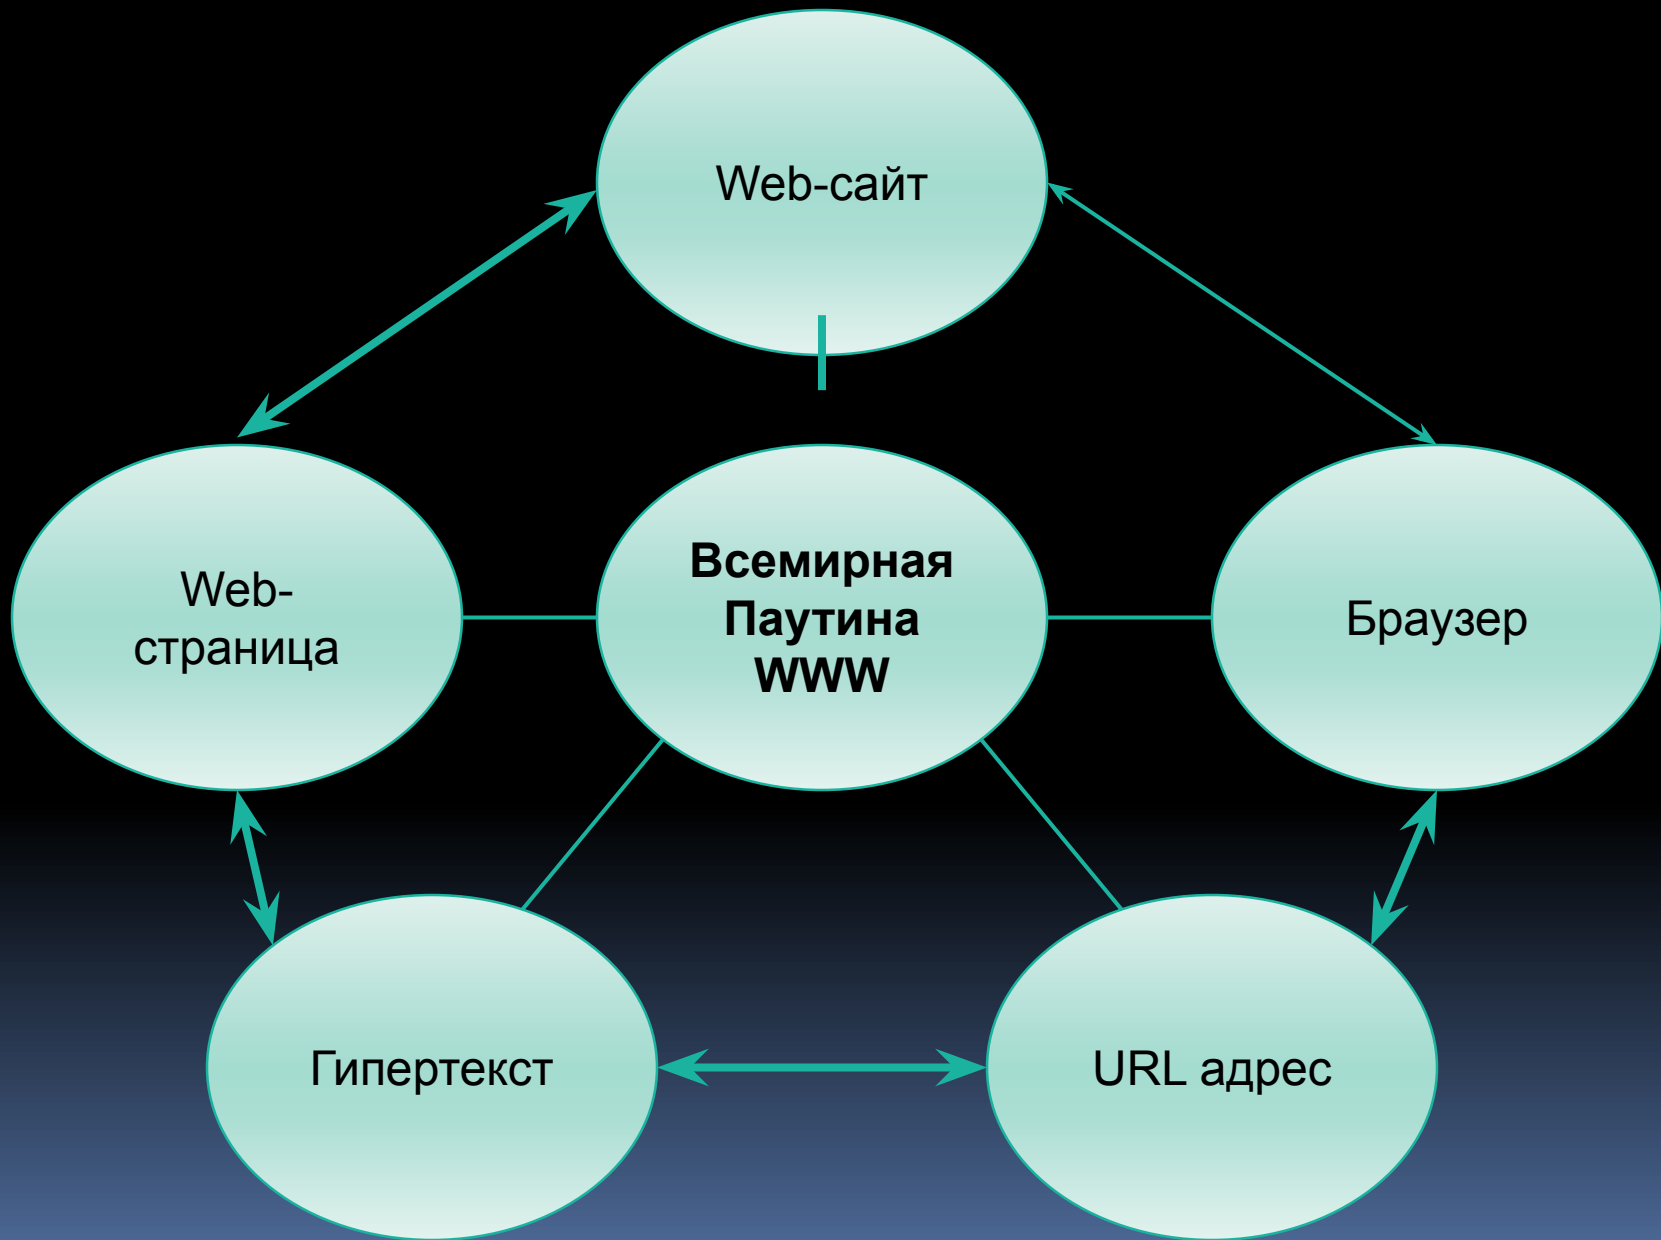 Web-сайт
Web-
страница
Всемирная
Паутина
WWW
Браузер
Гипертекст
URL адрес